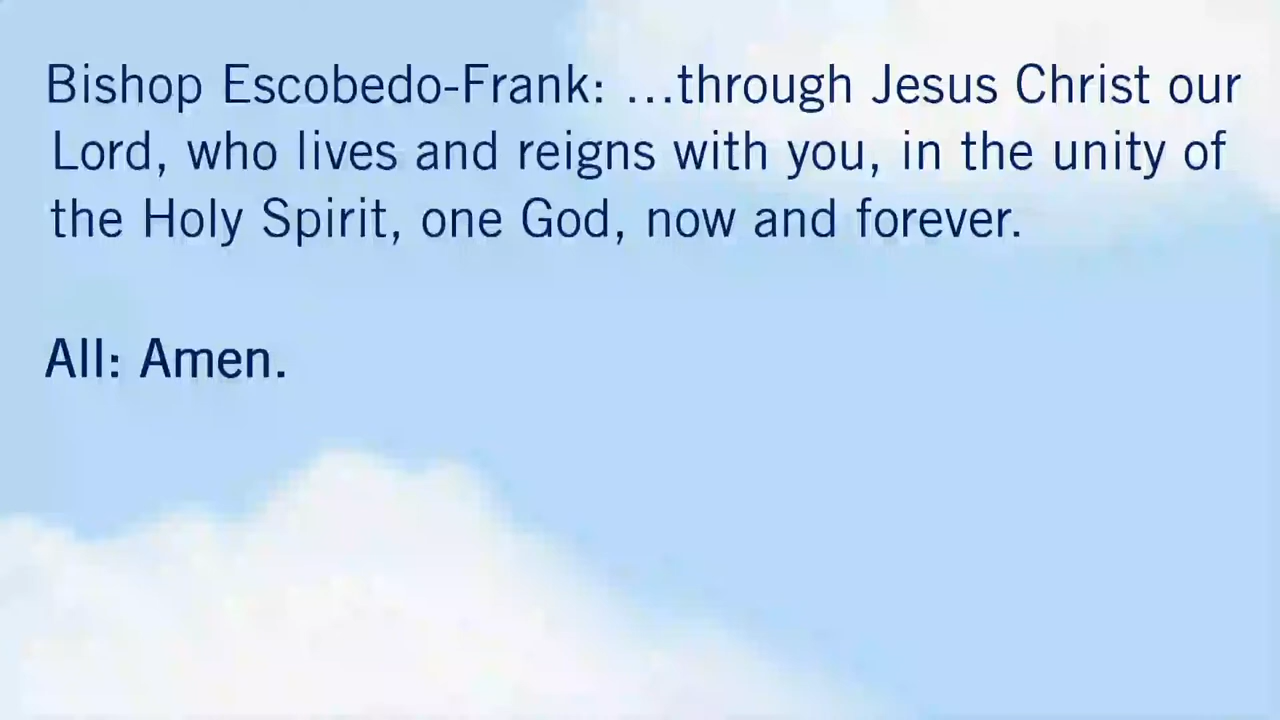 Bishop Escobedo-Frank: …through Jesus Christ our
Lord, who lives and reigns with you, in the unity of
the Holy Spirit, one God, now and forever.
All: Amen.